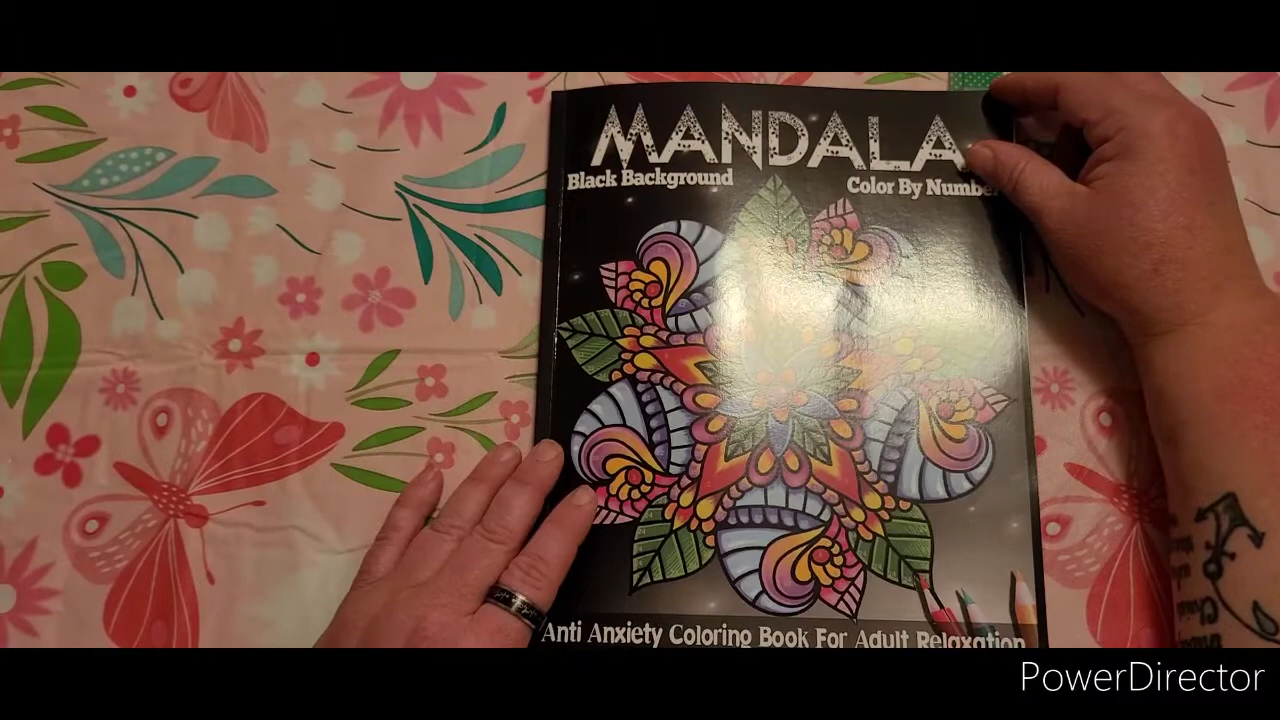 MANDALA
Black Background
Color By Number
Anti Anxiety Coloring Book For Adult Relaxation
PowerDirector